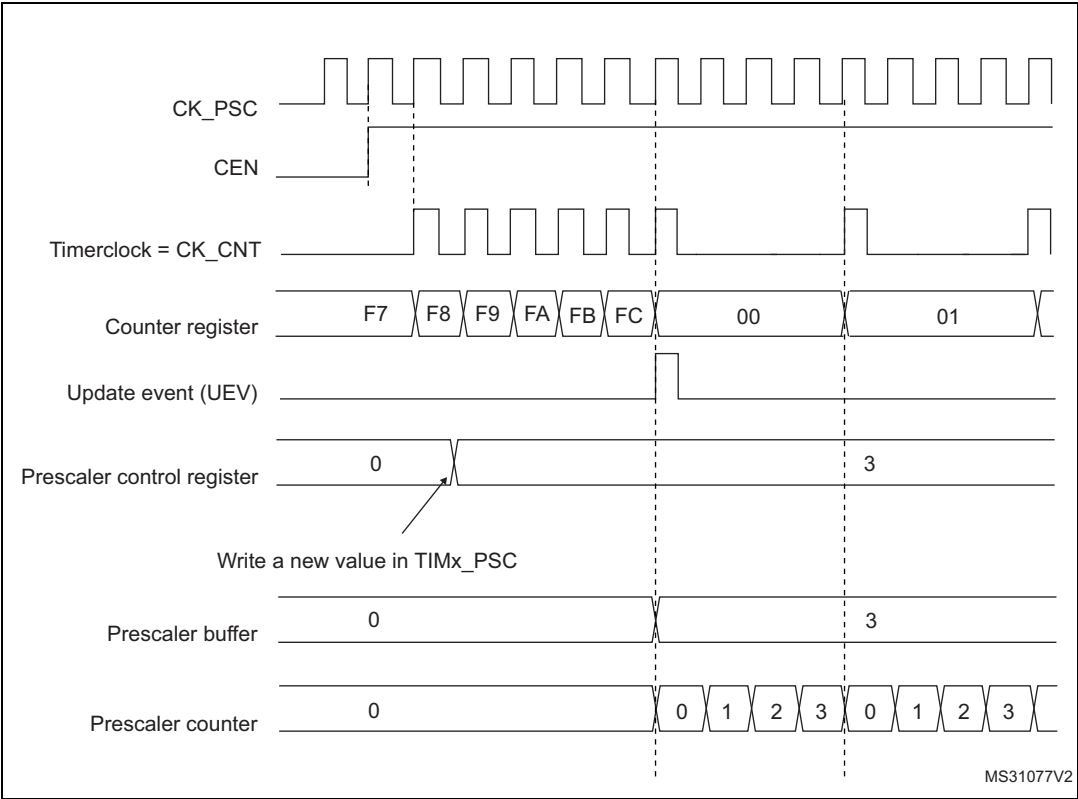 CK_PSC
CEN
Timerclock = CK_CNT
Counter register F7 F8 F9 FA FB FC 00 01
Update event (UEV)
Prescaler control register 0 3
Write a new value in TIMx_PSC
Prescaler buffer 0 3
Prescaler counter 0 0 1 2 3 0 1 2 3
MS31077V2